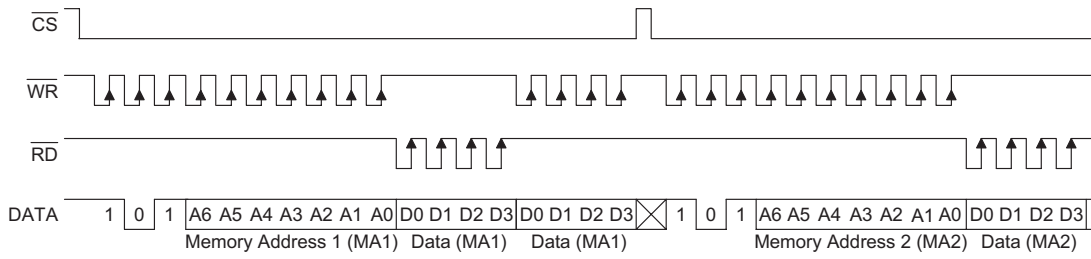 CS
WR
RD
DATA 1 0 1 A6 A5 A4 A3 A2 A1 A0 D0 D1 D2 D3 D0 D1 D2 D3 1 0 1 A6 A5 A4 A3 A2 A1 A0 D0 D1 D2 D3
Memory Address 1 (MA1) Data (MA1) Data (MA1) Memory Address 2 (MA2) Data (MA2)